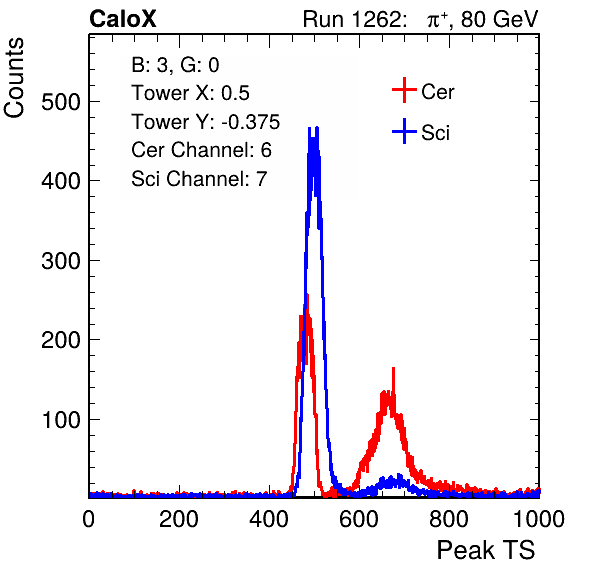 CaloX
Run 1262: π⁺, 80 GeV
Counts
B: 3, G: 0
Tower X: 0.5
Tower Y: -0.375
Cer Channel: 6
Sci Channel: 7
Cer
Sci
500
400
300
200
100
0 200 400 600 800 1000
Peak TS